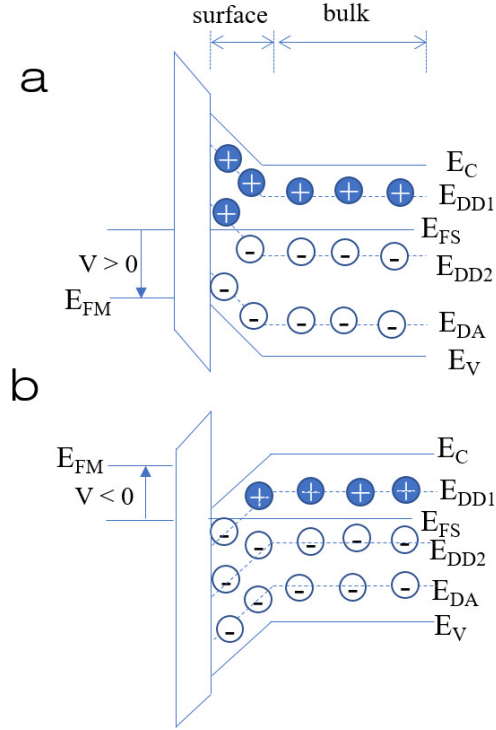 surface bulk
a
E_C
E_DD1
E_FS
V > 0
E_DD2
E_FM
E_DA
E_V
b
E_C
E_FM
V < 0
E_DD1
E_FS
E_DD2
E_DA
E_V